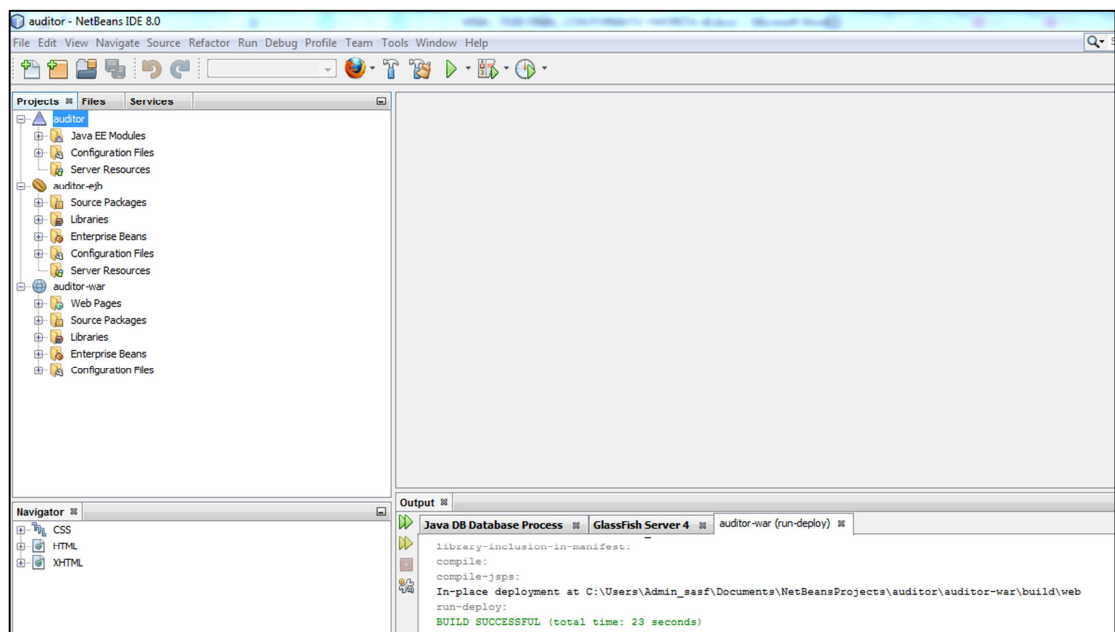 auditor - NetBeans IDE 8.0
File Edit View Navigate Source Refactor Run Debug Profile Team Tools Window Help
Projects Files Services
auditor
Java EE Modules
Configuration Files
Server Resources
auditor-ejb
Source Packages
Libraries
Enterprise Beans
Configuration Files
Server Resources
auditor-war
Web Pages
Source Packages
Libraries
Enterprise Beans
Configuration Files
Navigator
CSS
HTML
XHTML
Output
Java DB Database Process GlassFish Server 4 auditor-war (run-deploy)
library-inclusion-in-manifest:
compile:
compile-jsps:
In-place deployment at C:\Users\Admin_sasf\Documents\NetBeansProjects\auditor\auditor-war\build\web
run-deploy:
BUILD SUCCESSFUL (total time: 23 seconds)